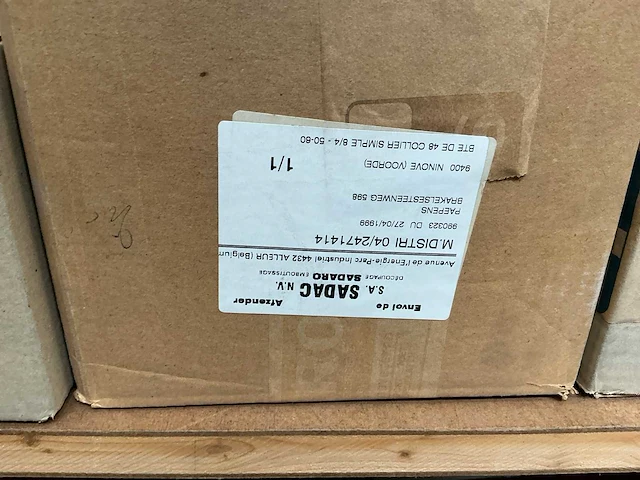 Envoi de Afzender
S.A. SADAC N.V.
DÉCOUPAGE SADARO EMBOUTISSAGE
Avenue de l'Energie-Parc Industriel 4432 ALLEUR (Belgium
M.DISTRI 04/2471414
990323 DU 27/04/1999
PAEPENS
BRAKELSESTEENWEG 598
9400 NINOVE (VOORDE) 1/1
BTE DE 48 COLLIER SIMPLE 8/4 - 50-60